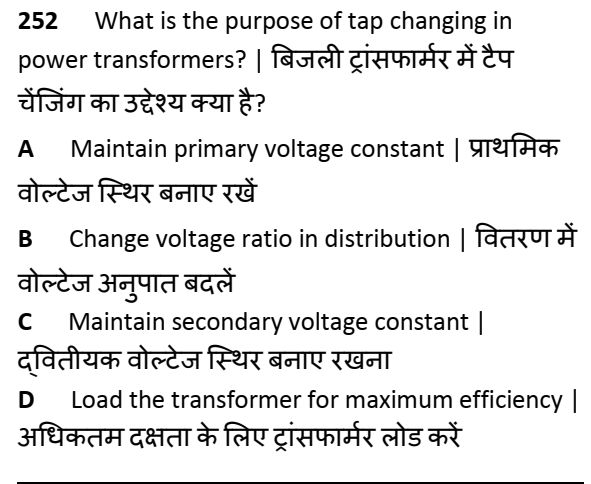 252 What is the purpose of tap changing in
power transformers? | बिजली ट्रांसफार्मर में टैप
चेंजिंग का उद्देश्य क्या है?
A Maintain primary voltage constant | प्राथमिक
वोल्टेज स्थिर बनाए रखें
B Change voltage ratio in distribution | वितरण में
वोल्टेज अनुपात बदलें
C Maintain secondary voltage constant |
द्वितीयक वोल्टेज स्थिर बनाए रखना
D Load the transformer for maximum efficiency |
अधिकतम दक्षता के लिए ट्रांसफार्मर लोड करें